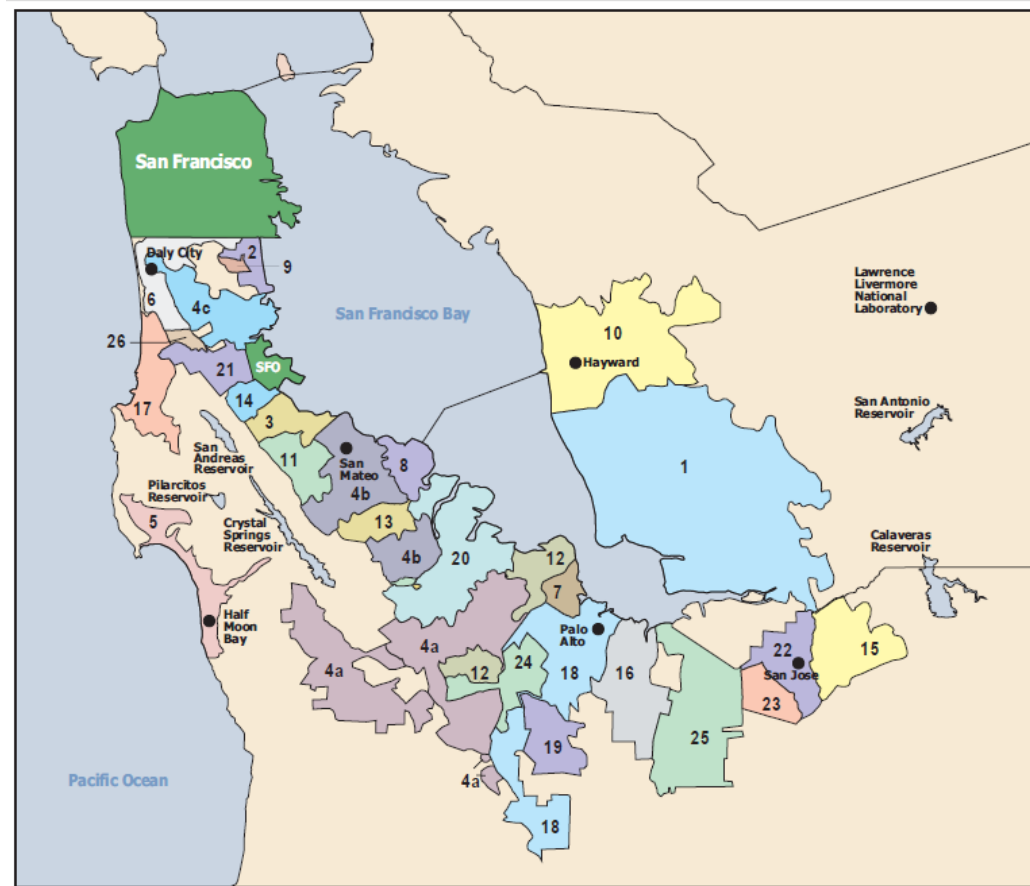 San Francisco
Daly City
2
9
6
4c
San Francisco Bay
Lawrence
Livermore
National
Laboratory
10
26
Hayward
21
SFO
14
17
3
San Antonio
Reservoir
San
Andreas
Reservoir
11
San
Mateo
8
1
Pilarcitos
Reservoir
4b
5
13
Crystal
Springs
Reservoir
Calaveras
Reservoir
4b
20
12
7
Half
Moon
Bay
Palo
Alto
4a
4a
12
24
18
16
22
San Jose
15
23
25
19
4a
Pacific Ocean
18